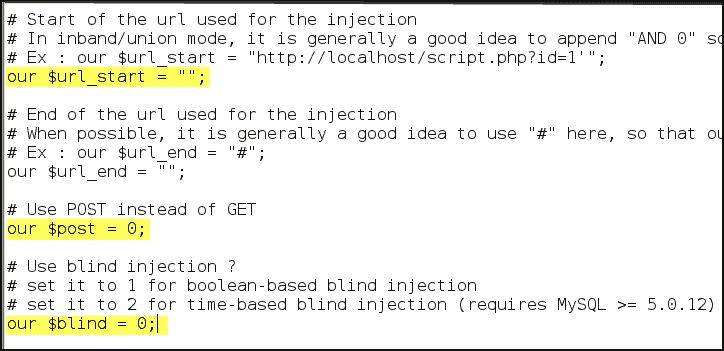 # Start of the url used for the injection
# In inband/union mode, it is generally a good idea to append "AND 0"
# Ex : our $url_start = "http://localhost/script.php?id=1'";
our $url_start = "";
# End of the url used for the injection
# When possible, it is generally a good idea to use "#" here, so that
# Ex : our $url_end = "#";
our $url_end = "";
# Use POST instead of GET
our $post = 0;
# Use blind injection ?
# set it to 1 for boolean-based blind injection
# set it to 2 for time-based blind injection (requires MySQL >= 5.0.12)
our $blind = 0;